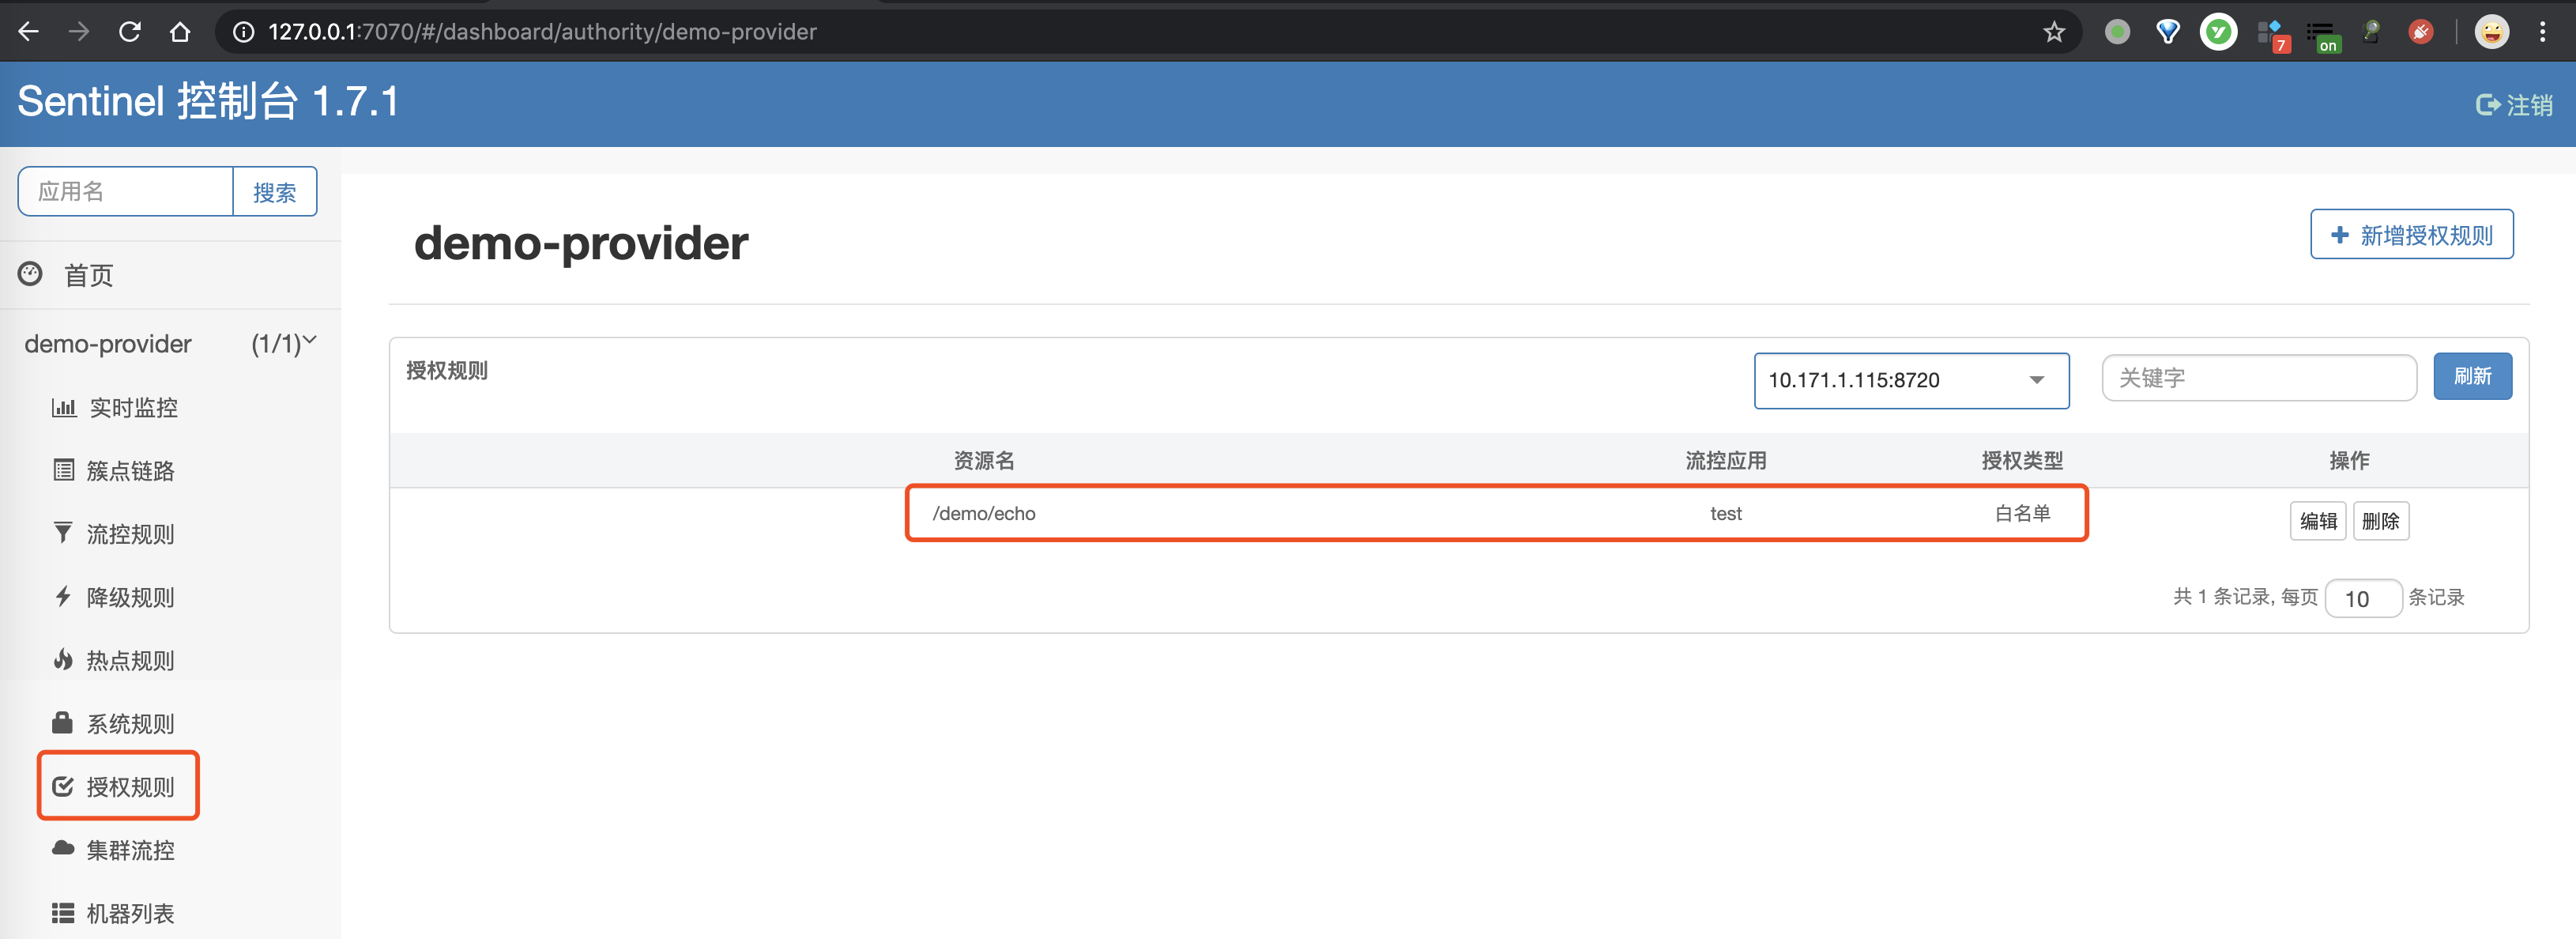 127.0.0.1:7070/#/dashboard/authority/demo-provider
7
on
Sentinel 控制台 1.7.1
注销
应用名
搜索
首页
demo-provider (1/1)
实时监控
簇点链路
流控规则
降级规则
热点规则
系统规则
授权规则
集群流控
机器列表
demo-provider
新增授权规则
授权规则
10.171.1.115:8720
关键字
刷新
资源名 流控应用 授权类型 操作
/demo/echo test 白名单 编辑 删除
共 1 条记录, 每页 10 条记录